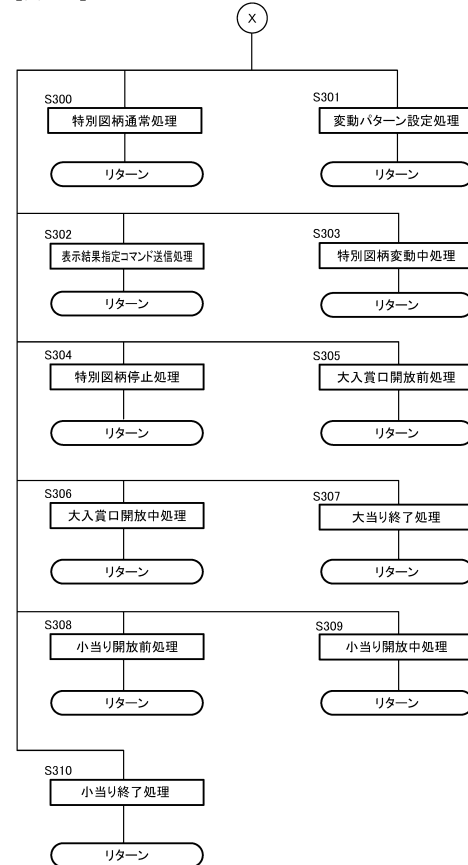 X
S300
特別図柄通常処理
リターン
S301
変動パターン設定処理
リターン
S302
表示結果指定コマンド送信処理
リターン
S303
特別図柄変動中処理
リターン
S304
特別図柄停止処理
リターン
S305
大入賞口開放前処理
リターン
S306
大入賞口開放中処理
リターン
S307
大当り終了処理
リターン
S308
小当り開放前処理
リターン
S309
小当り開放中処理
リターン
S310
小当り終了処理
リターン